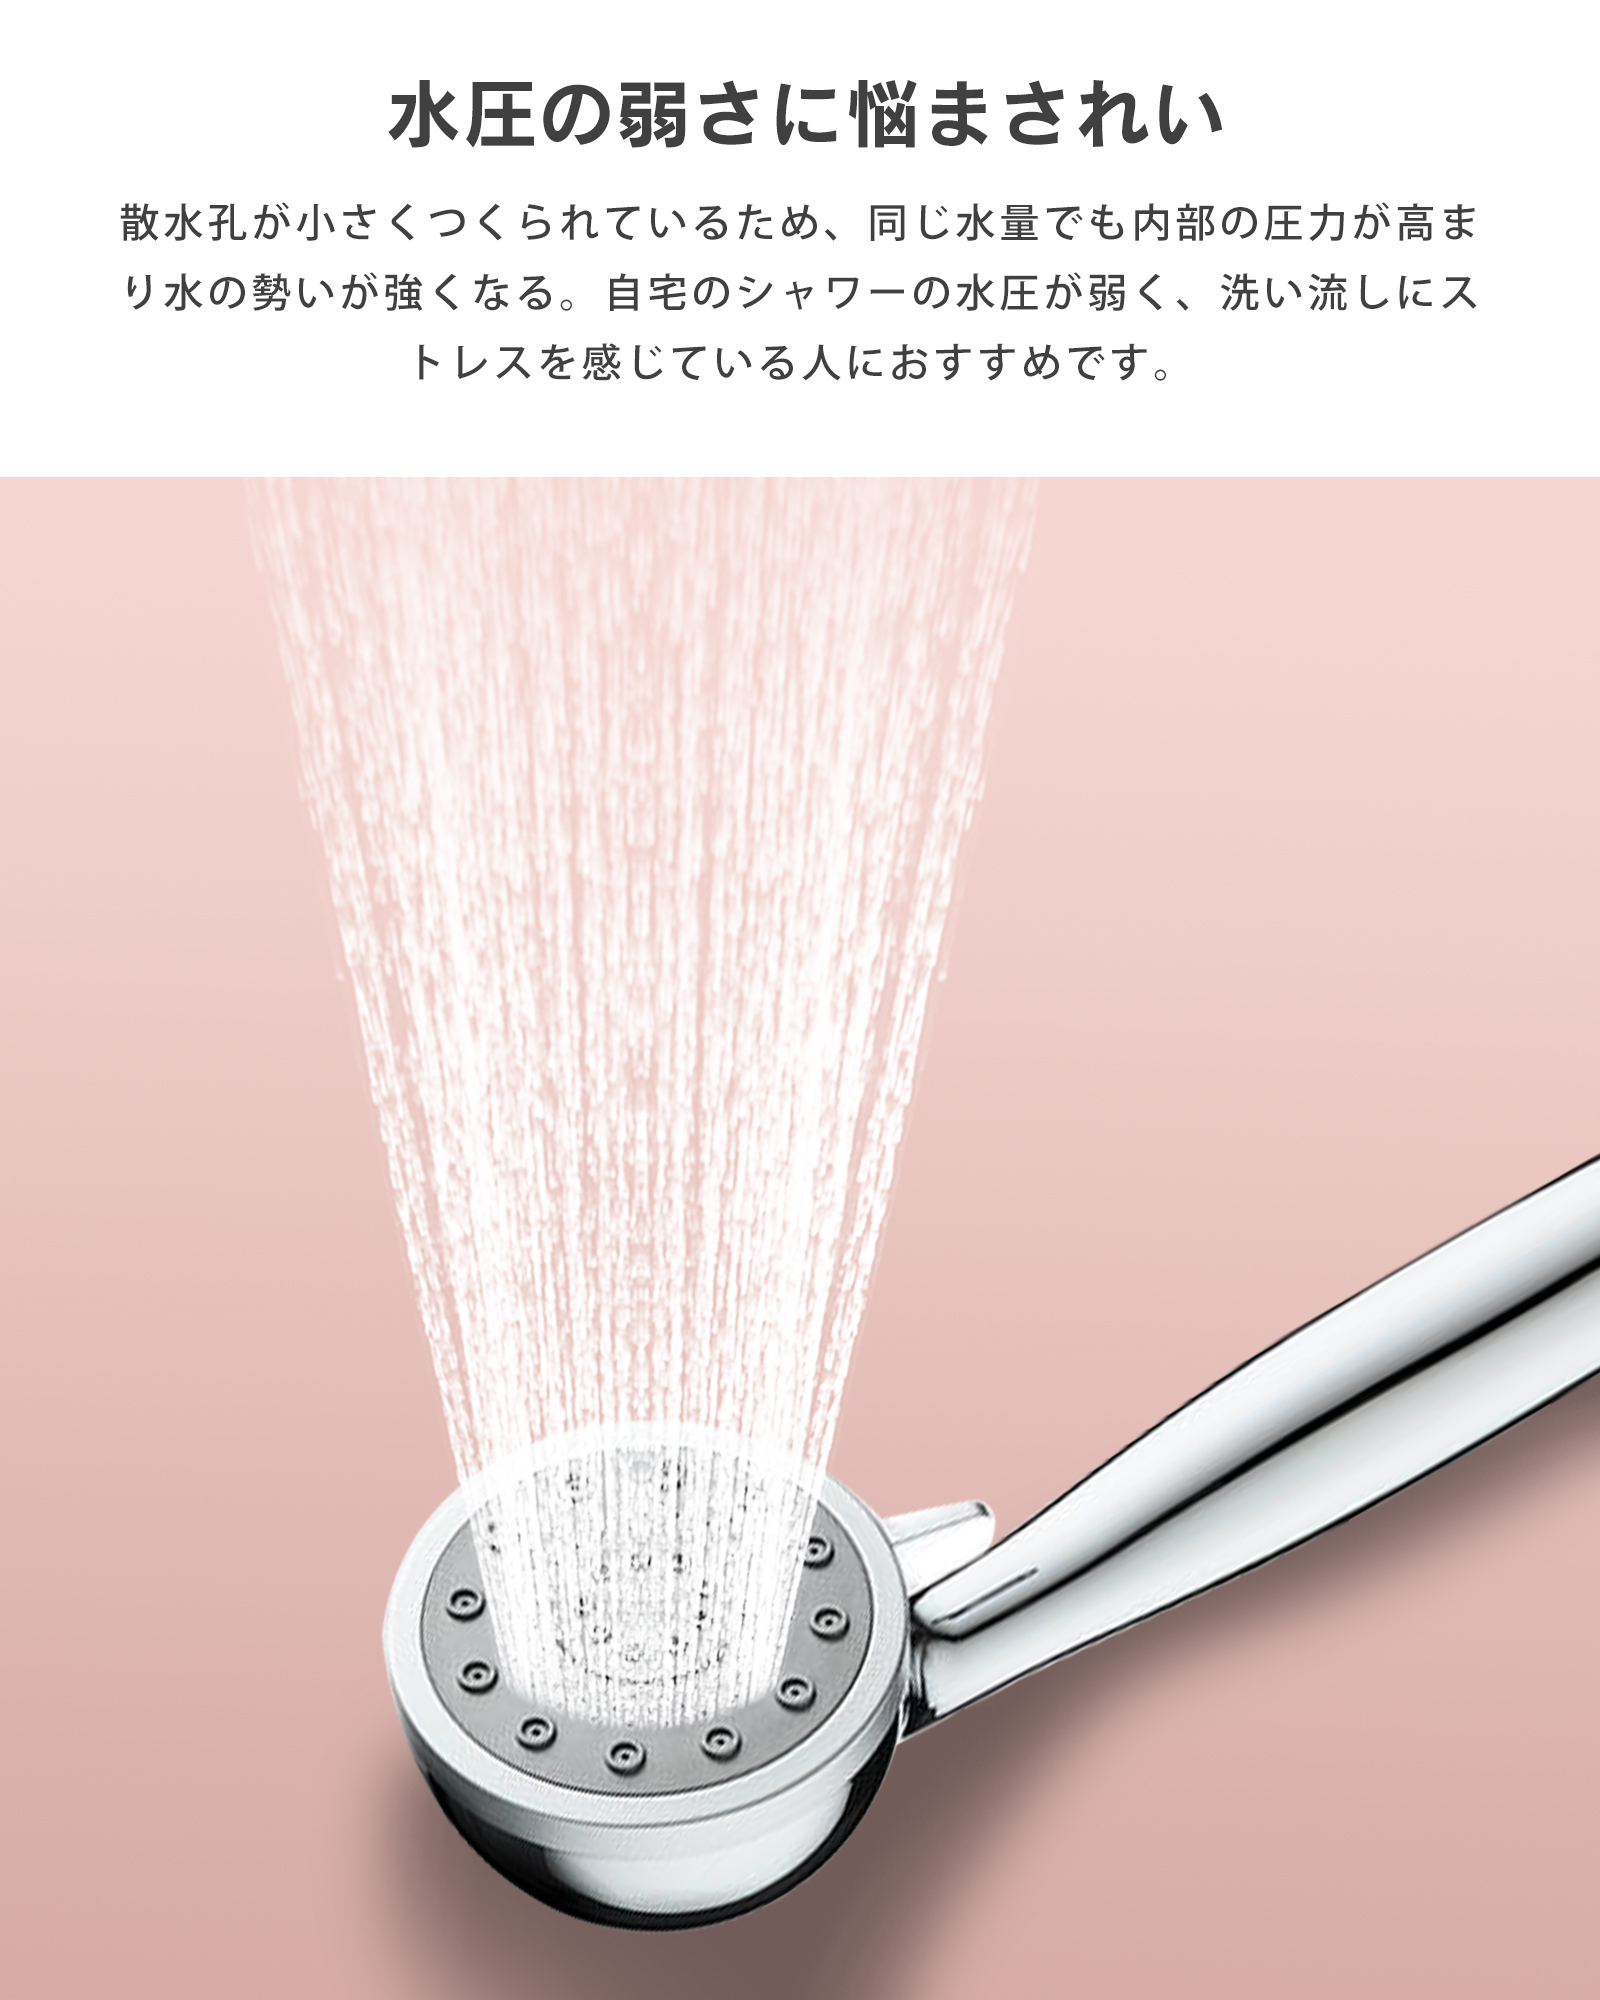 水圧の弱さに悩まされい
散水孔が小さくつくられているため、同じ水量でも内部の圧力が高ま
り水の勢いが強くなる。自宅のシャワーの水圧が弱く、洗い流しにス
トレスを感じている人におすすめです。